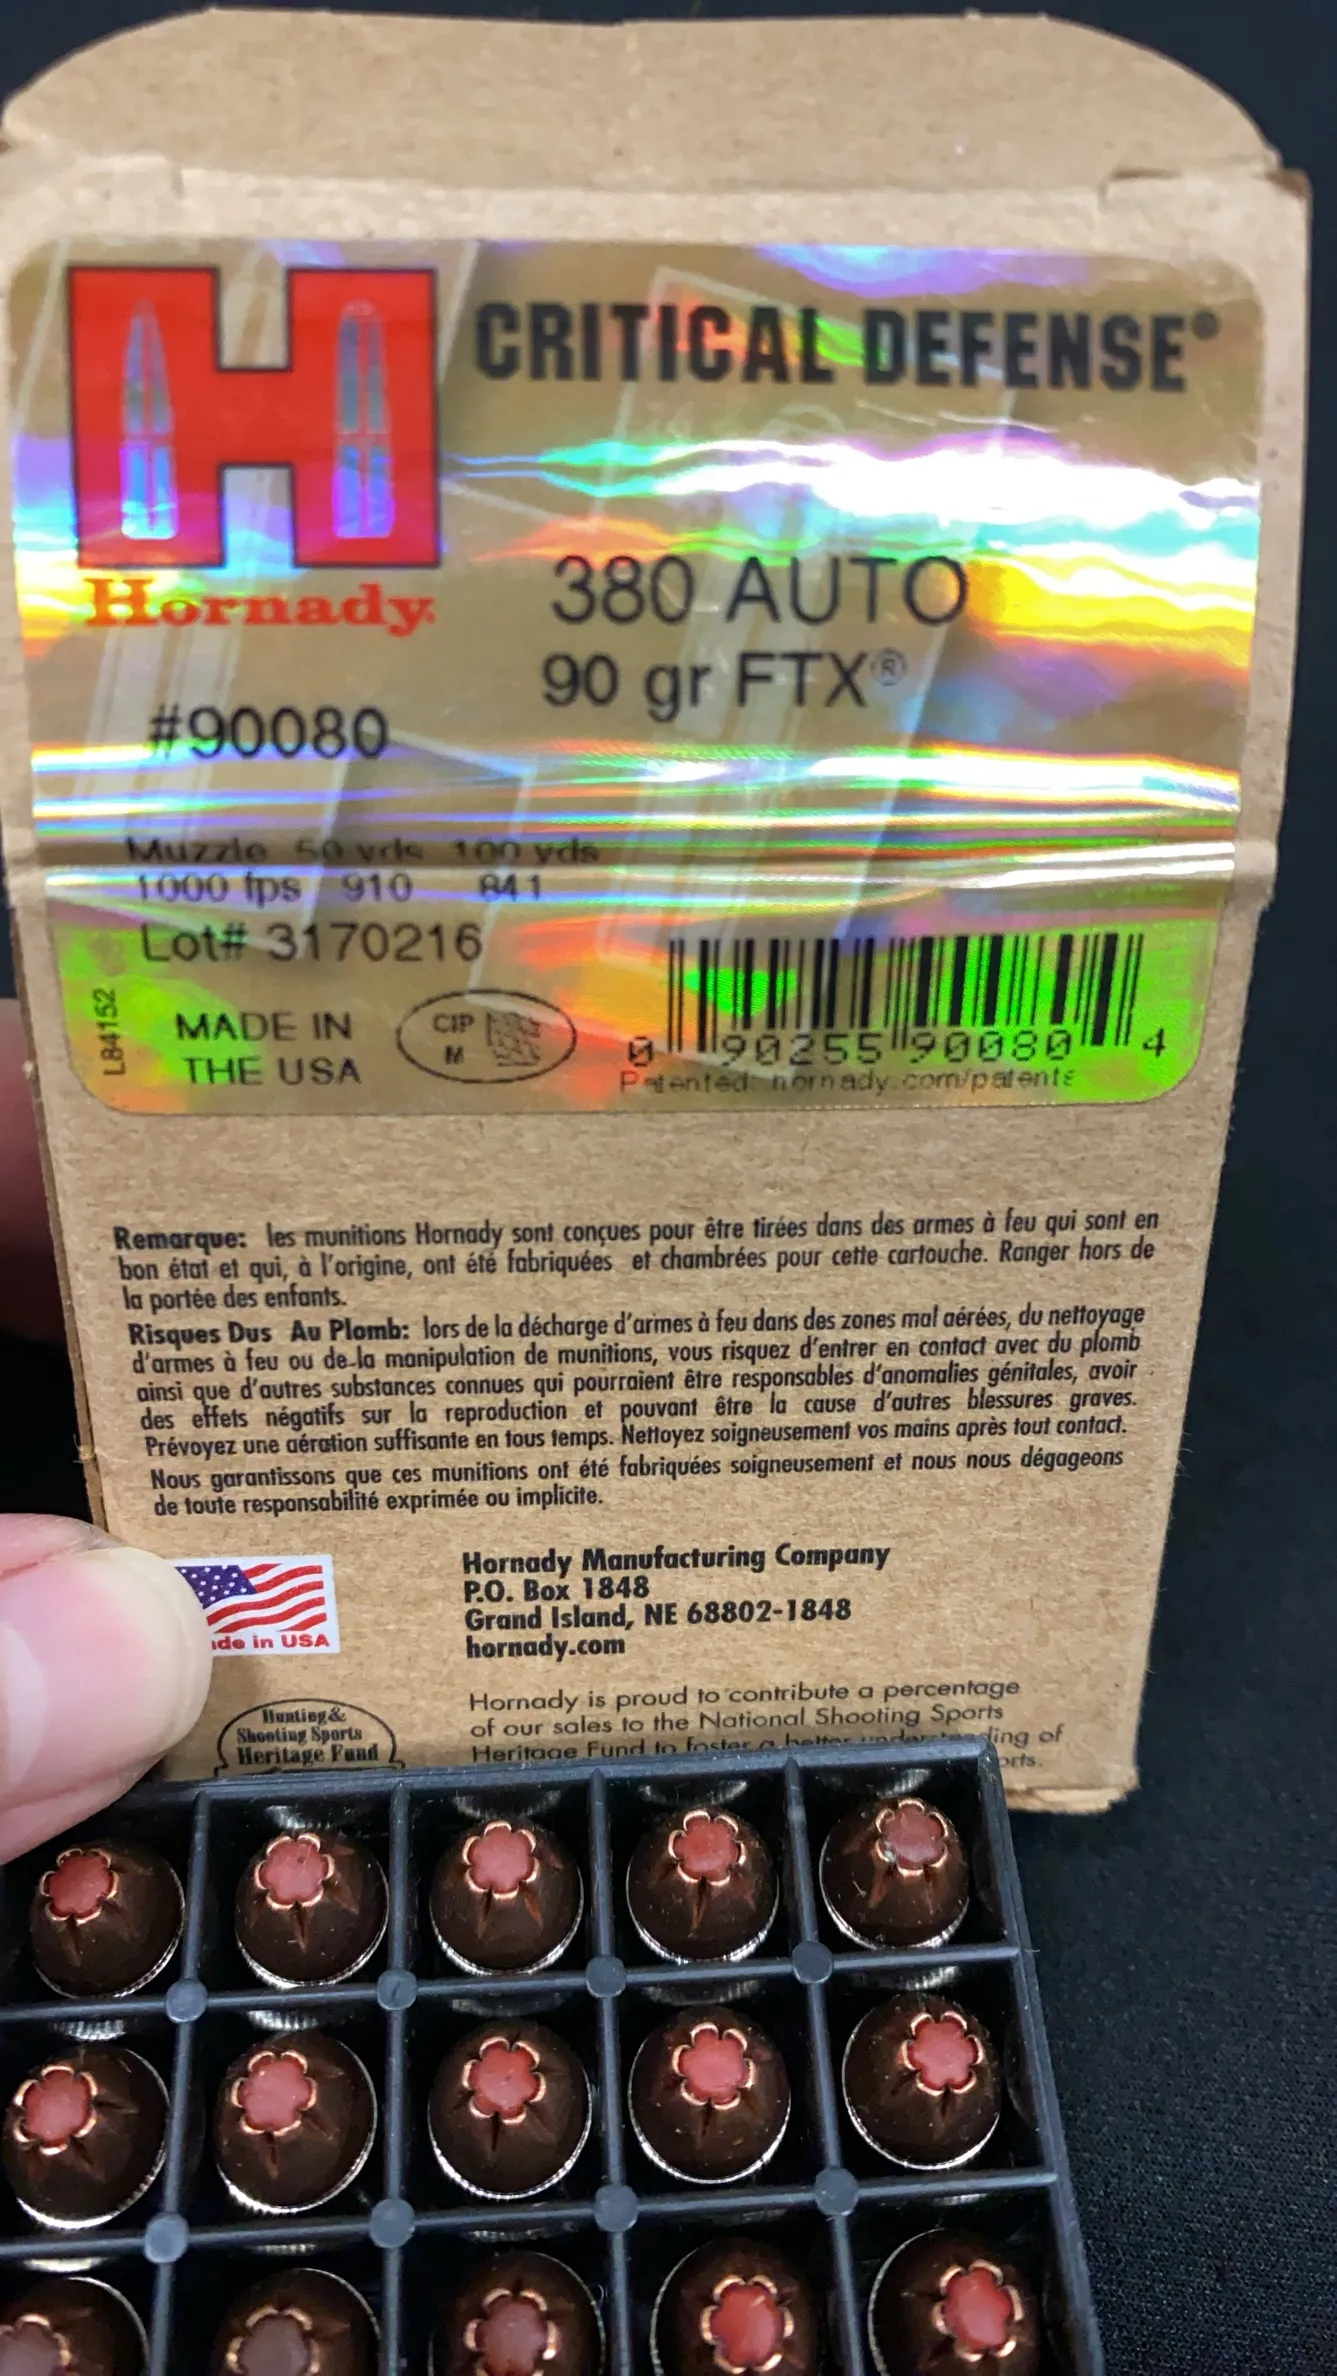 CRITICAL DEFENSE®
Hornady.
380 AUTO
90 gr FTX®
#90080
Muzzle 50 yds 100 yds
1000 fps 910 841
Lot# 3170216
L84152
MADE IN
THE USA
CIP
M
0 90255 90080 4
Patented: hornady.com/patents
Remarque: les munitions Hornady sont conçues pour être tirées dans des armes à feu qui sont en
bon état et qui, à l'origine, ont été fabriquées et chambrées pour cette cartouche. Ranger hors de
la portée des enfants.
Risques Dus Au Plomb: lors de la décharge d'armes à feu dans des zones mal aérées, du nettoyage
d'armes à feu ou de la manipulation de munitions, vous risquez d'entrer en contact avec du plomb
ainsi que d'autres substances connues qui pourraient être responsables d'anomalies génitales, avoir
des effets négatifs sur la reproduction et pouvant être la cause d'autres blessures graves.
Prévoyez une aération suffisante en tous temps. Nettoyez soigneusement vos mains après tout contact.
Nous garantissons que ces munitions ont été fabriquées soigneusement et nous nous dégageons
de toute responsabilité exprimée ou implicite.
in USA
Hornady Manufacturing Company
P.O. Box 1848
Grand Island, NE 68802-1848
hornady.com
Hunting &
Shooting Sports
Heritage Fund
Hornady is proud to contribute a percentage
of our sales to the National Shooting Sports
Heritage Fund to foster a better understanding of